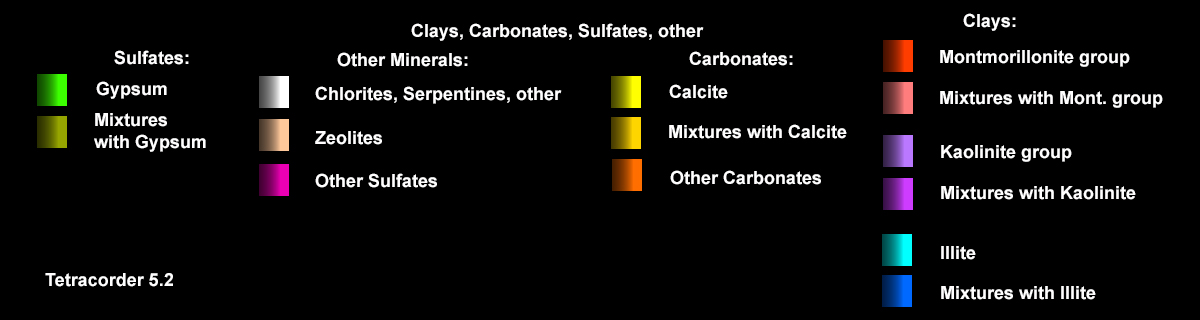 Clays, Carbonates, Sulfates, other
Sulfates:
Gypsum
Mixtures
with Gypsum
Other Minerals:
Chlorites, Serpentines, other
Zeolites
Other Sulfates
Carbonates:
Calcite
Mixtures with Calcite
Other Carbonates
Clays:
Montmorillonite group
Mixtures with Mont. group
Kaolinite group
Mixtures with Kaolinite
Illite
Mixtures with Illite
Tetracorder 5.2